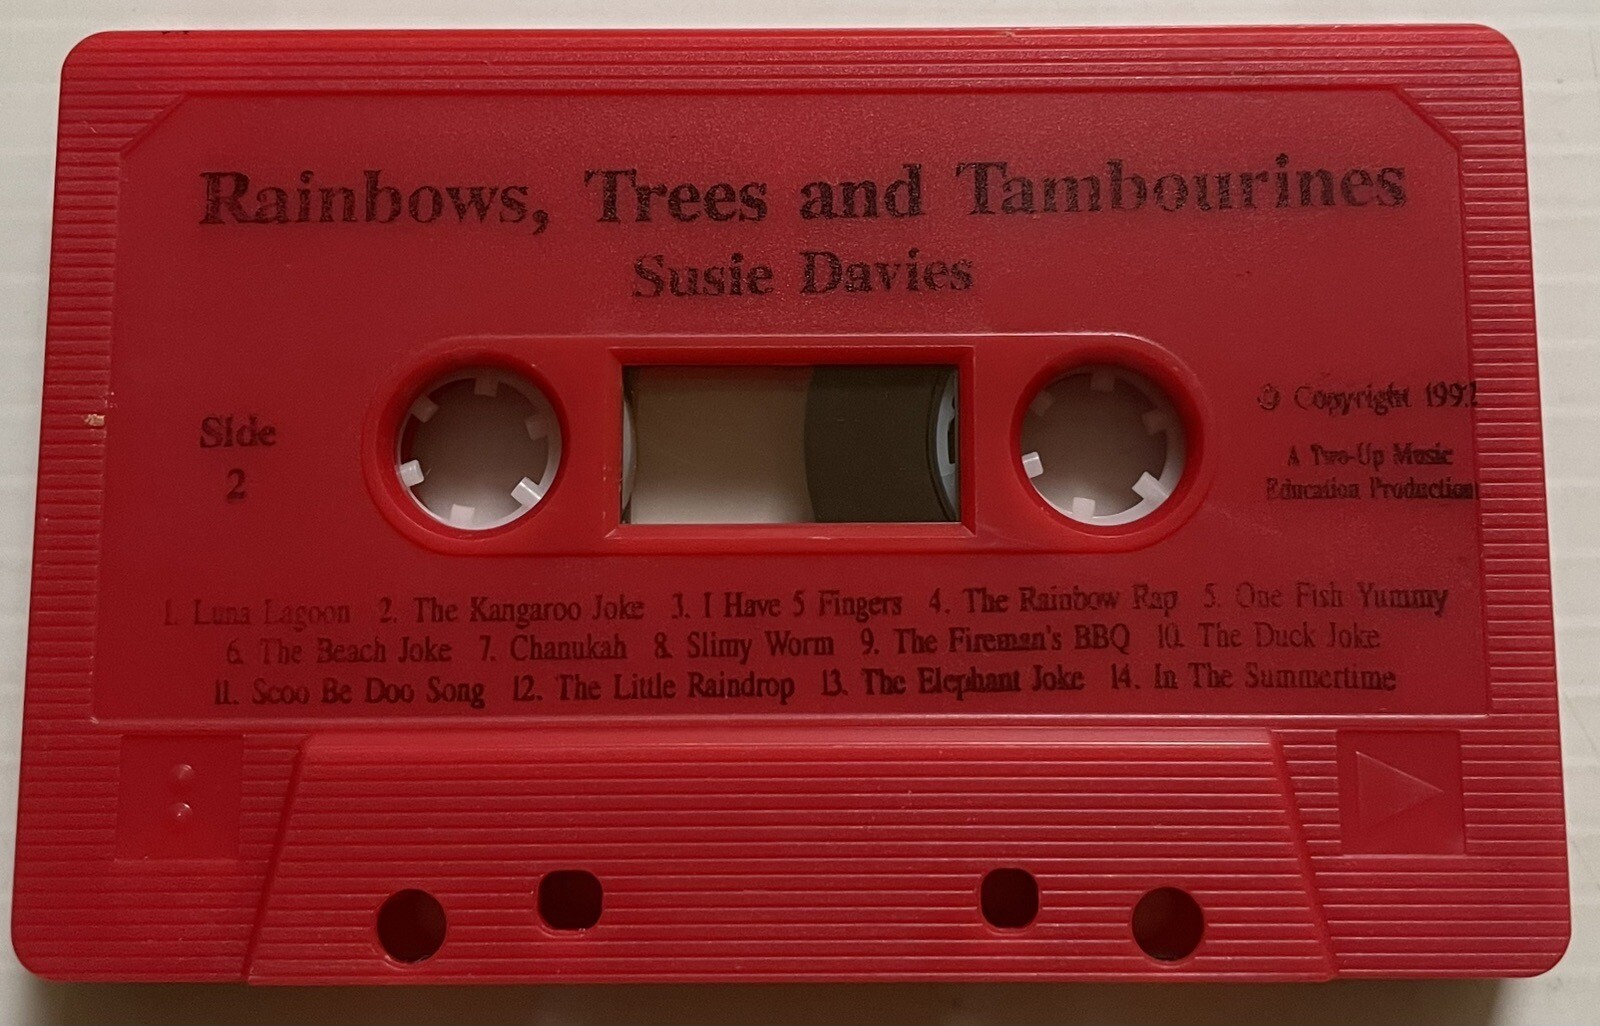 Rainbows, Trees and Tambourines
Susie Davies
Side
2
Copyright
A Two-Up Music
Education Production
1. Luna Lagoon 2. The Kangaroo Joke 3. I Have 5 Fingers 4. The Rainbow Rap 5. One Fish Yummy
6. The Beach Joke 7. Chanukah 8. Slimy Worm 9. The Fireman's BBQ 10. The Duck Joke
11. Scoo Be Doo Song 12. The Little Raindrop 13. The Elephant Joke 14. In The Summertime